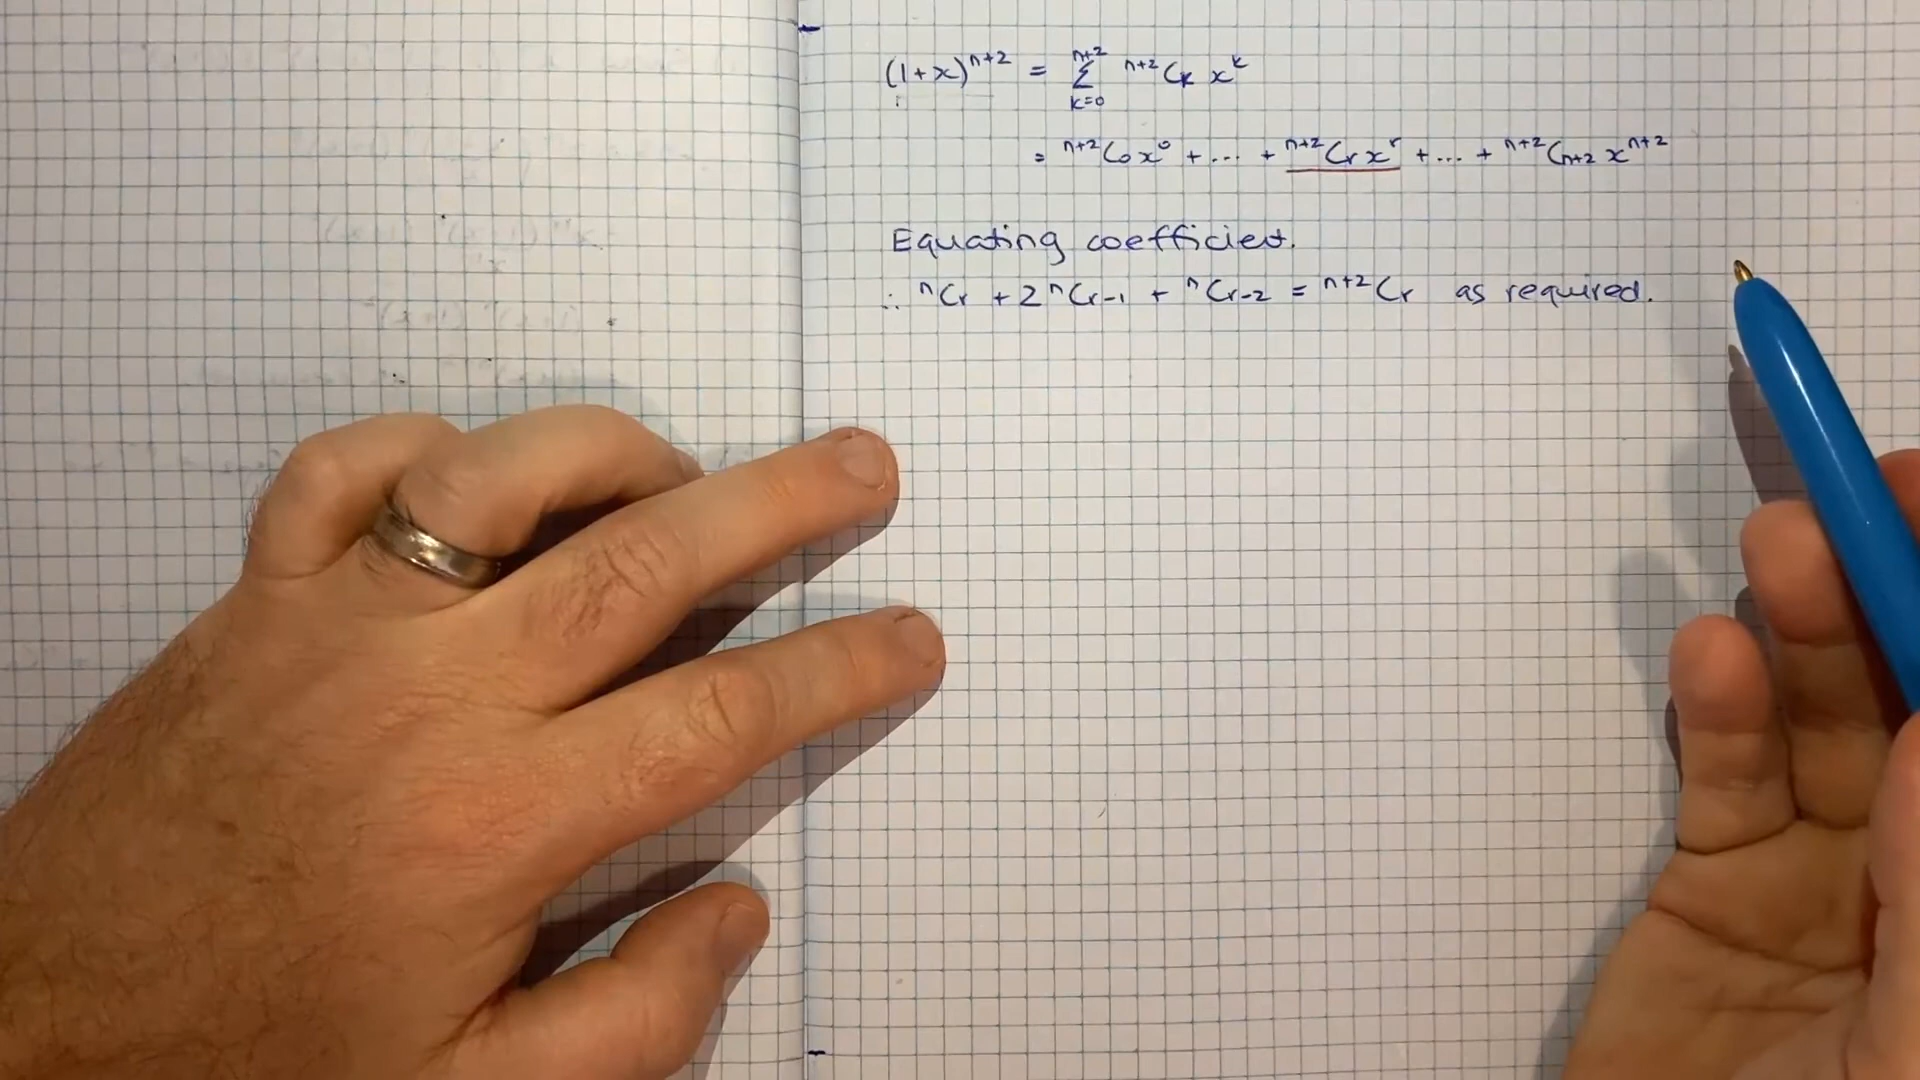 (1+x)^{n+2} = \sum_{k=0}^{n+2} {}^{n+2}C_k x^k
= {}^{n+2}C_0 x^0 + ... + {}^{n+2}C_r x^r + ... + {}^{n+2}C_{n+2} x^{n+2}
Equating coefficient.
∴ {}^nC_r + 2 {}^nC_{r-1} + {}^nC_{r-2} = {}^{n+2}C_r as required.